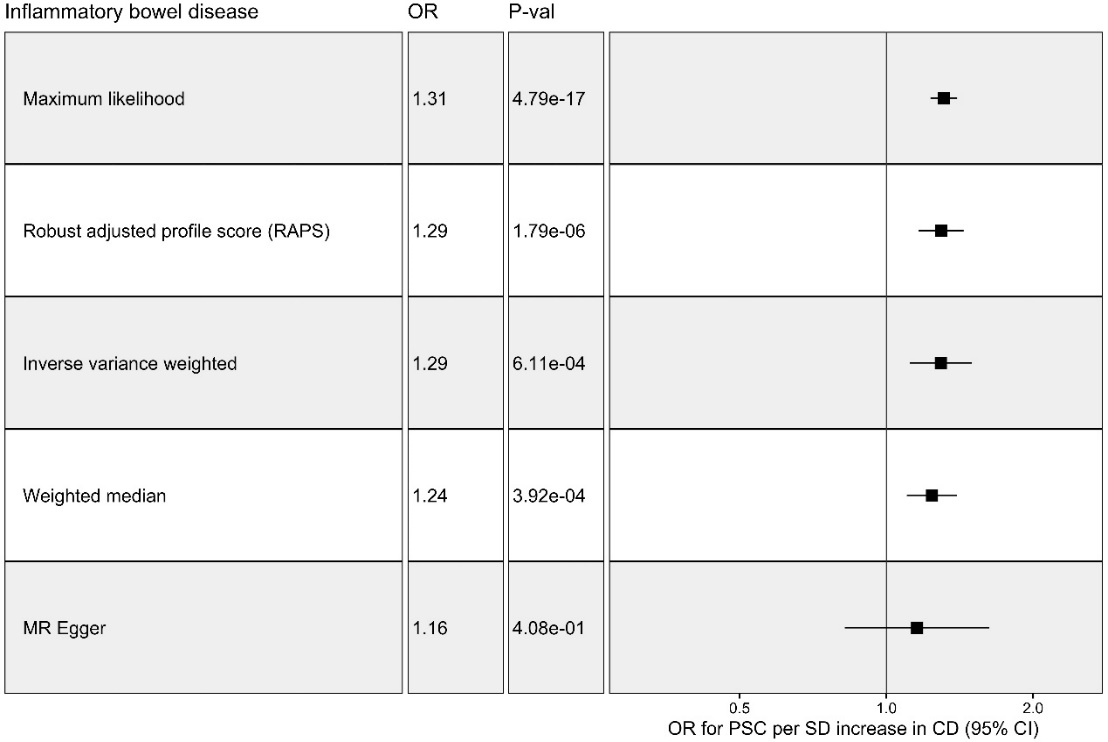 Inflammatory bowel disease OR P-val
Maximum likelihood 1.31 4.79e-17
Robust adjusted profile score (RAPS) 1.29 1.79e-06
Inverse variance weighted 1.29 6.11e-04
Weighted median 1.24 3.92e-04
MR Egger 1.16 4.08e-01
0.5 1.0 2.0
OR for PSC per SD increase in CD (95% CI)